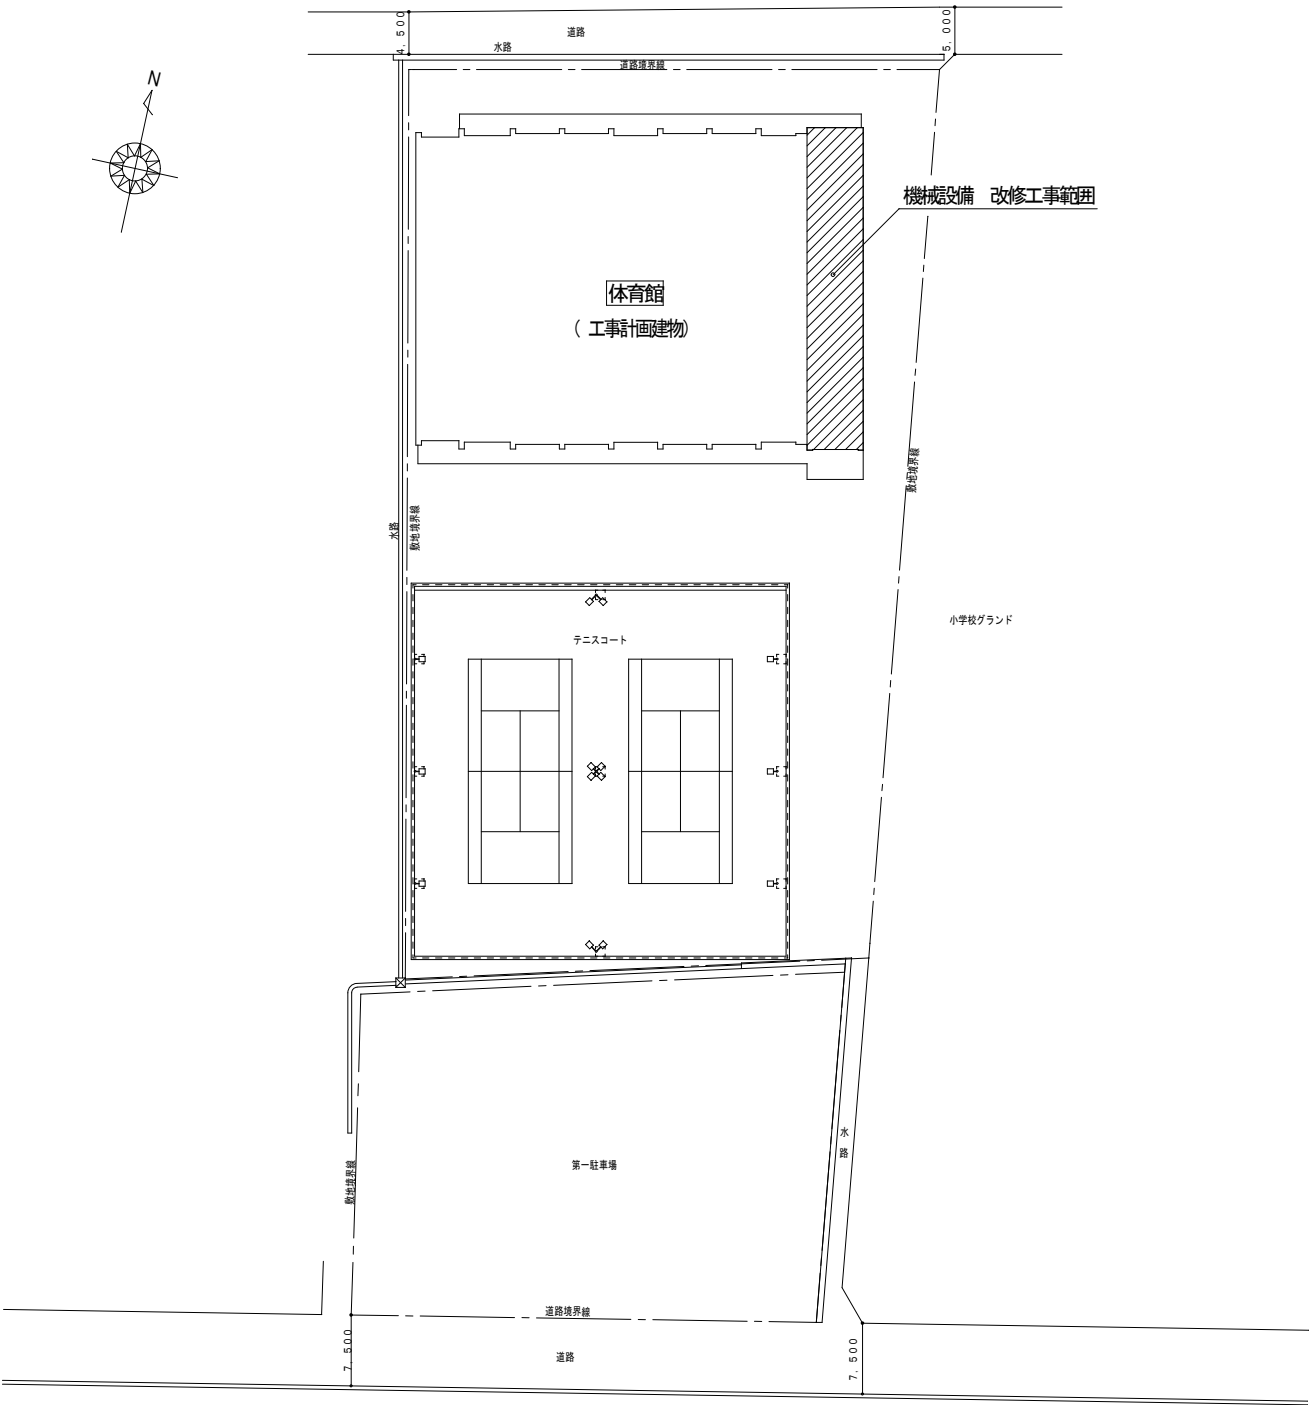 4,500
道路
5,000
水路
道路境界線
N
機械設備　改修工事範囲
体育館
（ 工事計画建物）
敷地境界線
水路
敷地境界線
小学校グランド
テニスコート
水路
第一駐車場
敷地境界線
道路境界線
7,500
道路
7,500